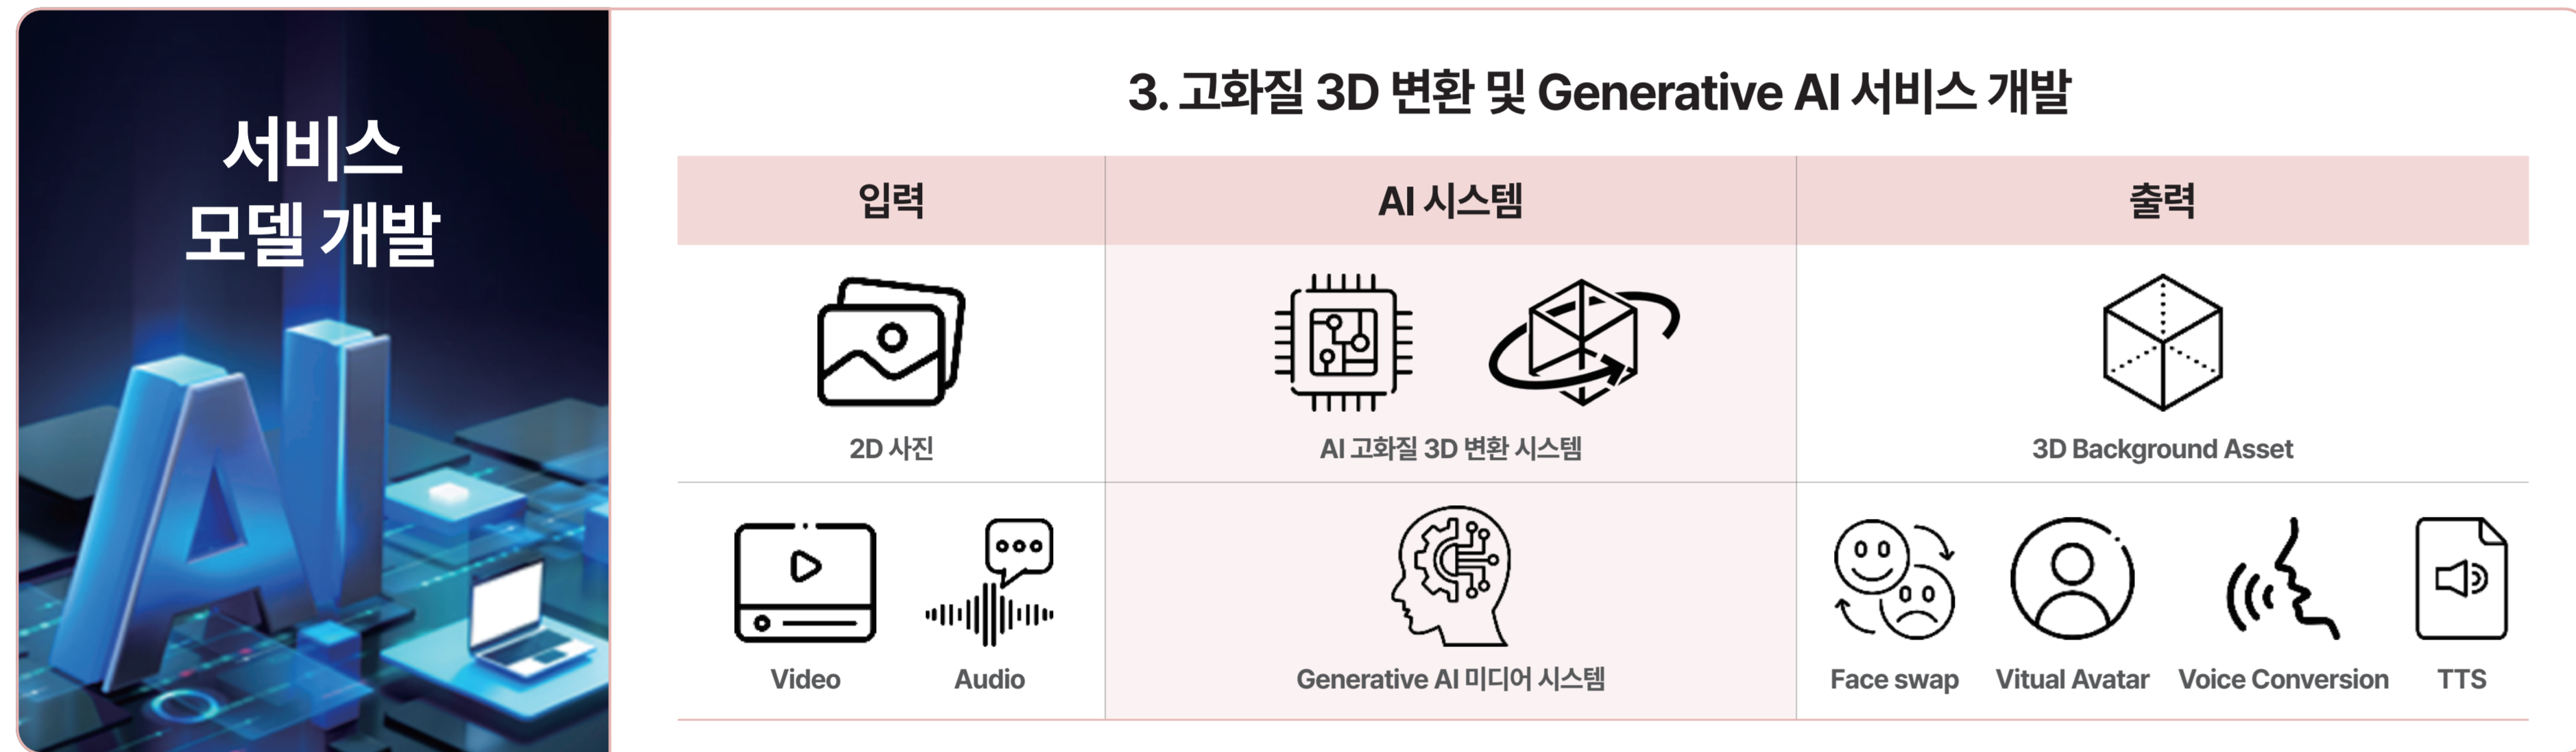 서비스
모델 개발
3. 고화질 3D 변환 및 Generative AI 서비스 개발
입력
AI 시스템
출력
2D 사진
AI 고화질 3D 변환 시스템
3D Background Asset
Video
Audio
Generative AI 미디어 시스템
Face swap
Vitual Avatar
Voice Conversion
TTS
AI